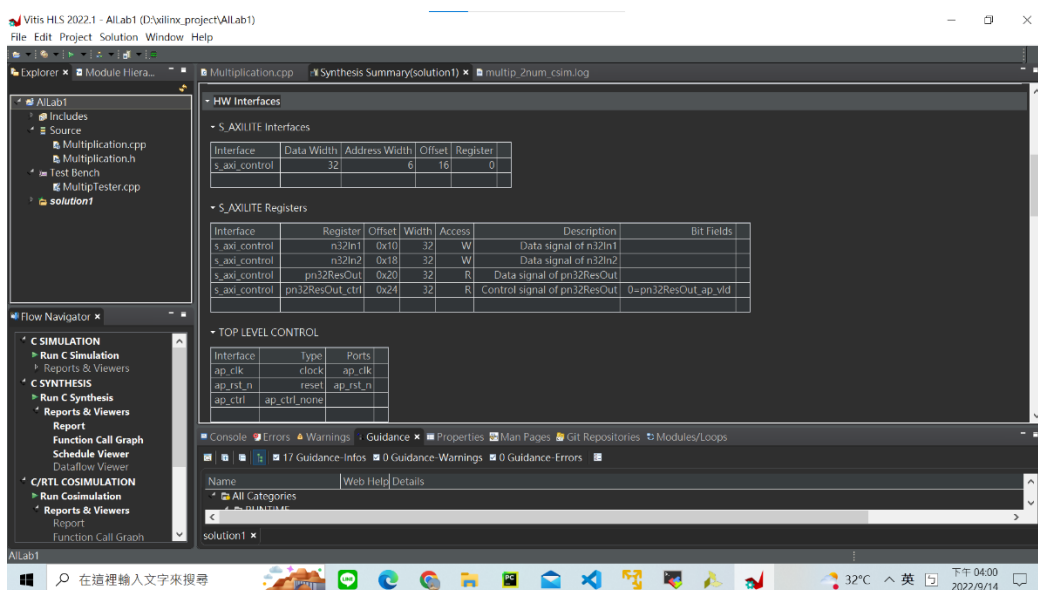 Vitis HLS 2022.1 - AILab1 (D:\xilinx_project\AILab1)
File Edit Project Solution Window Help
Explorer Module Hiera...
AILab1
Includes
Source
Multiplication.cpp
Multiplication.h
Test Bench
MultipTester.cpp
solution1
Flow Navigator
C SIMULATION
Run C Simulation
Reports & Viewers
C SYNTHESIS
Run C Synthesis
Reports & Viewers
Report
Function Call Graph
Schedule Viewer
Dataflow Viewer
C/RTL COSIMULATION
Run Cosimulation
Reports & Viewers
Report
Function Call Graph
Multiplication.cpp Synthesis Summary(solution1) multip_2num_csim.log
HW Interfaces
S_AXILITE Interfaces
Interface Data Width Address Width Offset Register
s_axi_control 32 6 16 0
S_AXILITE Registers
Interface Register Offset Width Access Description Bit Fields
s_axi_control n32In1 0x10 32 W Data signal of n32In1
s_axi_control n32In2 0x18 32 W Data signal of n32In2
s_axi_control pn32ResOut 0x20 32 R Data signal of pn32ResOut
s_axi_control pn32ResOut_ctrl 0x24 32 R Control signal of pn32ResOut 0=pn32ResOut_ap_vld
TOP LEVEL CONTROL
Interface Type Ports
ap_clk clock ap_clk
ap_rst_n reset ap_rst_n
ap_ctrl ap_ctrl_none
Console Errors Warnings Guidance Properties Man Pages Git Repositories Modules/Loops
17 Guidance-Infos 0 Guidance-Warnings 0 Guidance-Errors
Name Web Help Details
All Categories
RUNTIME
solution1
AILab1
在這裡輸入文字來搜尋
32°C 英 下午 04:00
2022/9/14